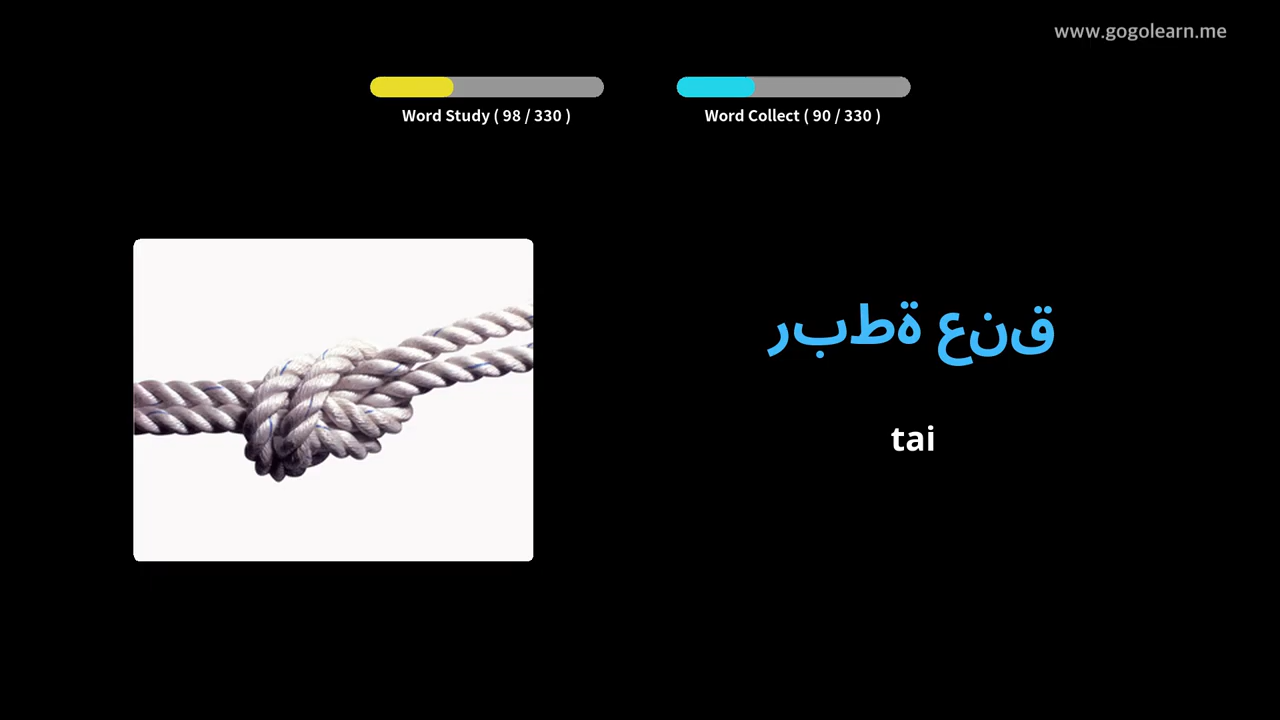 www.gogolearn.me
Word Study ( 98 / 330 )
Word Collect ( 90 / 330 )
ربطة عنق
tai